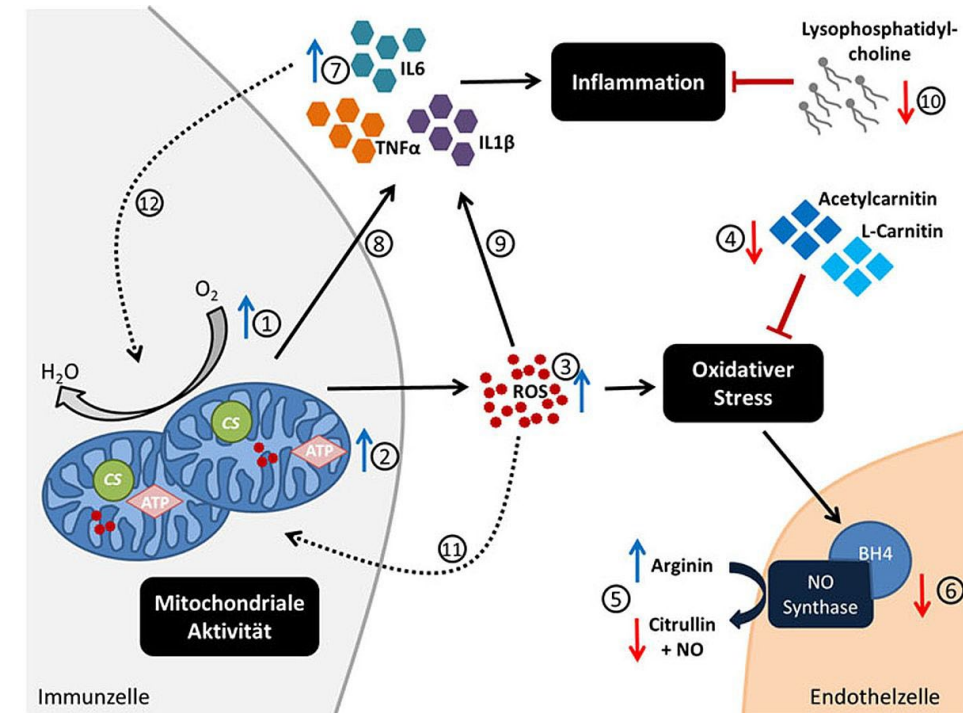 Lysophosphatidyl-
choline
⑩
⑦
IL6
TNFα
IL1β
Inflammation
⑫
⑧
⑨
Acetylcarnitin
L-Carnitin
④
O₂
①
H₂O
③
ROS
Oxidativer
Stress
CS
ATP
②
CS
ATP
⑪
Mitochondriale
Aktivität
BH4
NO
Synthase
⑥
Arginin
⑤
Citrullin
+ NO
Immunzelle
Endothelzelle